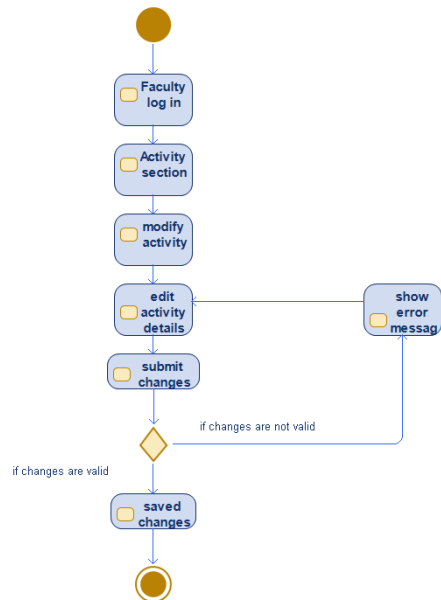 Faculty
log in
Activity
section
modify
activity
edit
activity
details
show
error
messag
submit
changes
if changes are not valid
if changes are valid
saved
changes